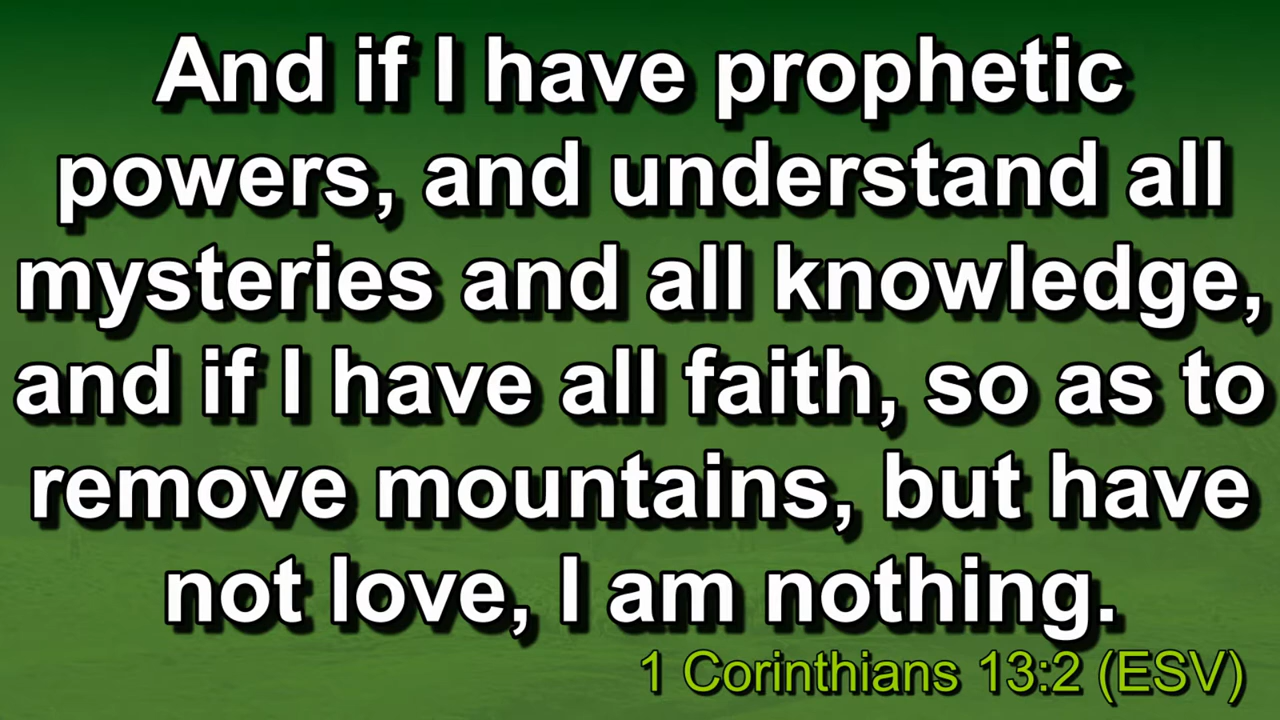 And if I have prophetic
powers, and understand all
mysteries and all knowledge,
and if I have all faith, so as to
remove mountains, but have
not love, I am nothing.
1 Corinthians 13:2 (ESV)